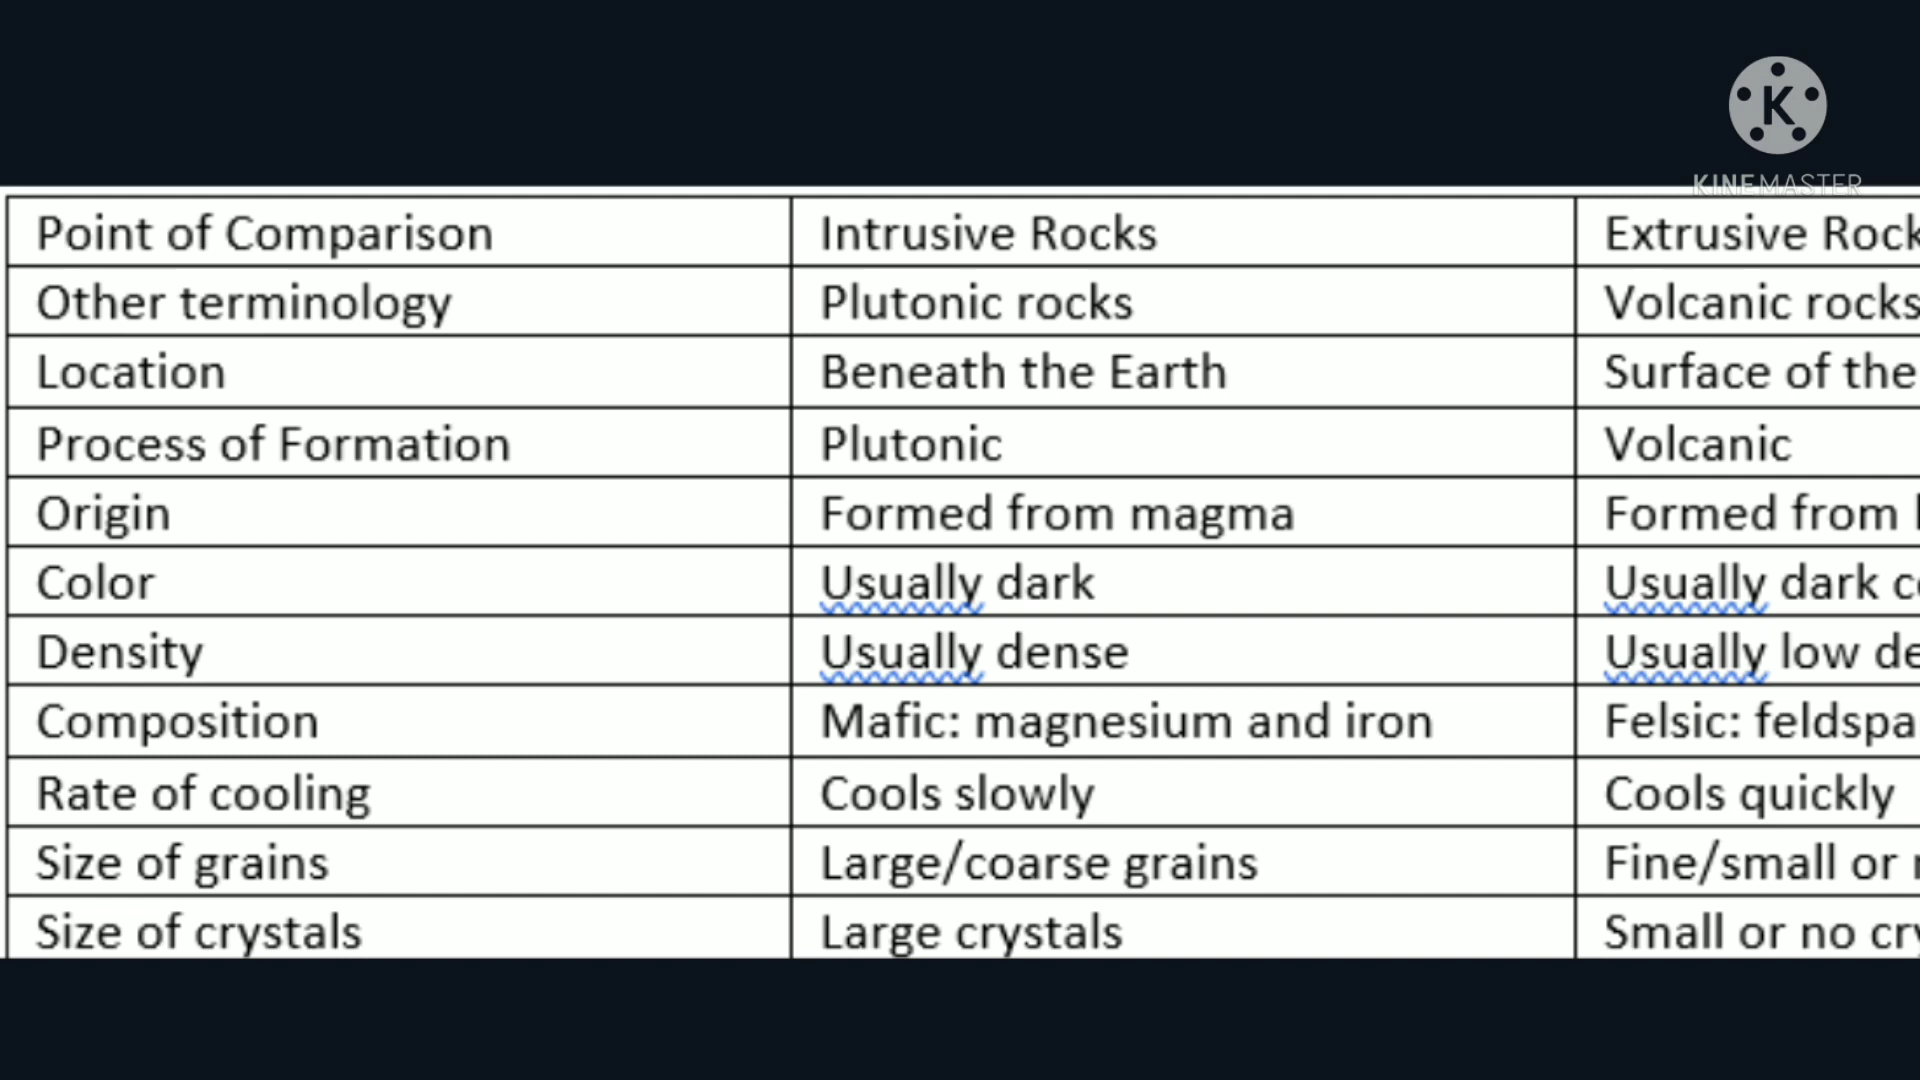 KINEMASTER
Point of Comparison Intrusive Rocks Extrusive
Other terminology Plutonic rocks Volcanic rocks
Location Beneath the Earth Surface of the
Process of Formation Plutonic Volcanic
Origin Formed from magma Formed from
Color Usually dark Usually dark
Density Usually dense Usually low
Composition Mafic: magnesium and iron Felsic:
Rate of cooling Cools slowly Cools quickly
Size of grains Large/coarse grains Fine/small or
Size of crystals Large crystals Small or no